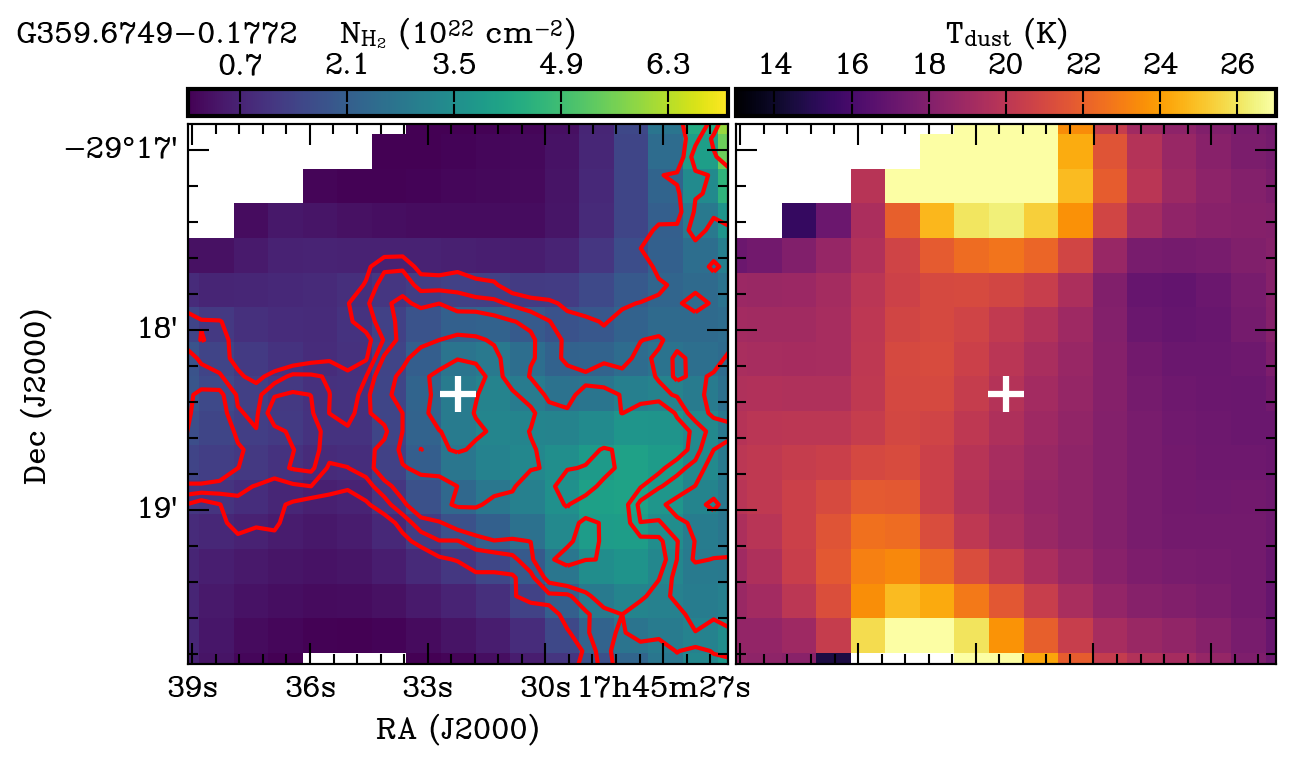 G359.6749−0.1772 N_H₂ (10²² cm⁻²) T_dust (K)
0.7 2.1 3.5 4.9 6.3 14 16 18 20 22 24 26
−29°17'
18'
19'
Dec (J2000)
39s 36s 33s 30s 17h45m27s
RA (J2000)